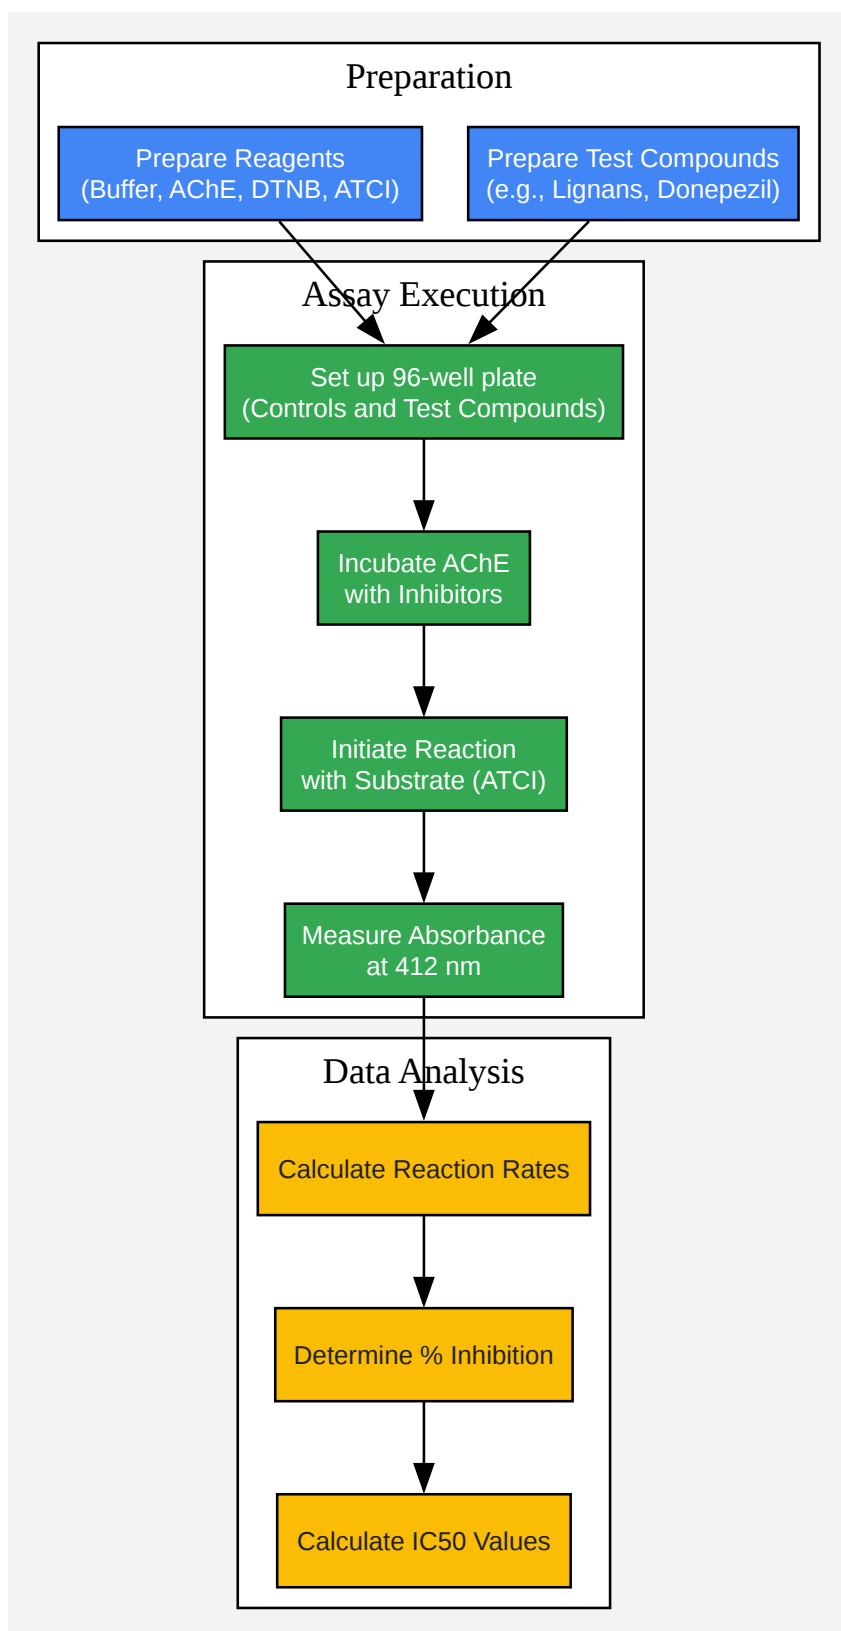 Preparation
Prepare Reagents
(Buffer, AChE, DTNB, ATCI)
Prepare Test Compounds
(e.g., Lignans, Donepezil)
Assay Execution
Set up 96-well plate
(Controls and Test Compounds)
Incubate AChE
with Inhibitors
Initiate Reaction
with Substrate (ATCI)
Measure Absorbance
at 412 nm
Data Analysis
Calculate Reaction Rates
Determine % Inhibition
Calculate IC50 Values